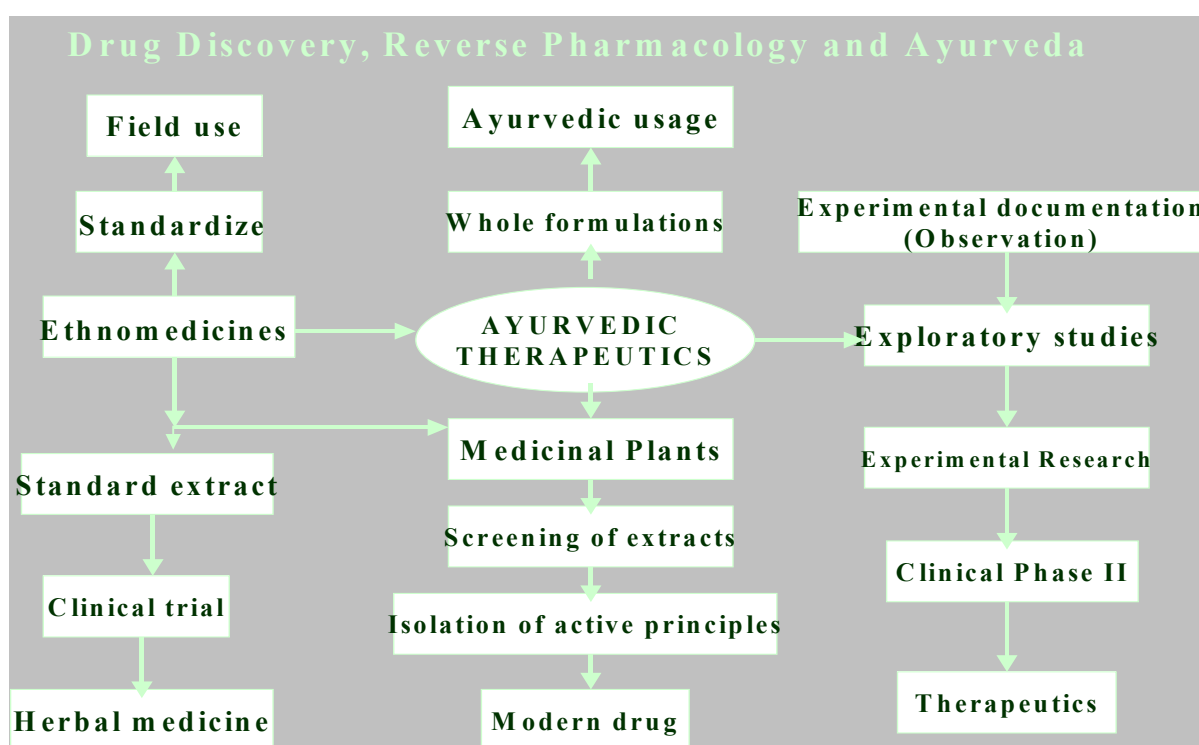 Drug Discovery, Reverse Pharmacology and Ayurveda
Field use
Standardize
Ethnomedicines
Standard extract
Clinical trial
Herbal medicine
Ayurvedic usage
Whole formulations
AYURVEDIC
THERAPEUTICS
Medicinal Plants
Screening of extracts
Isolation of active principles
Modern drug
Experimental documentation
(Observation)
Exploratory studies
Experimental Research
Clinical Phase II
Therapeutics